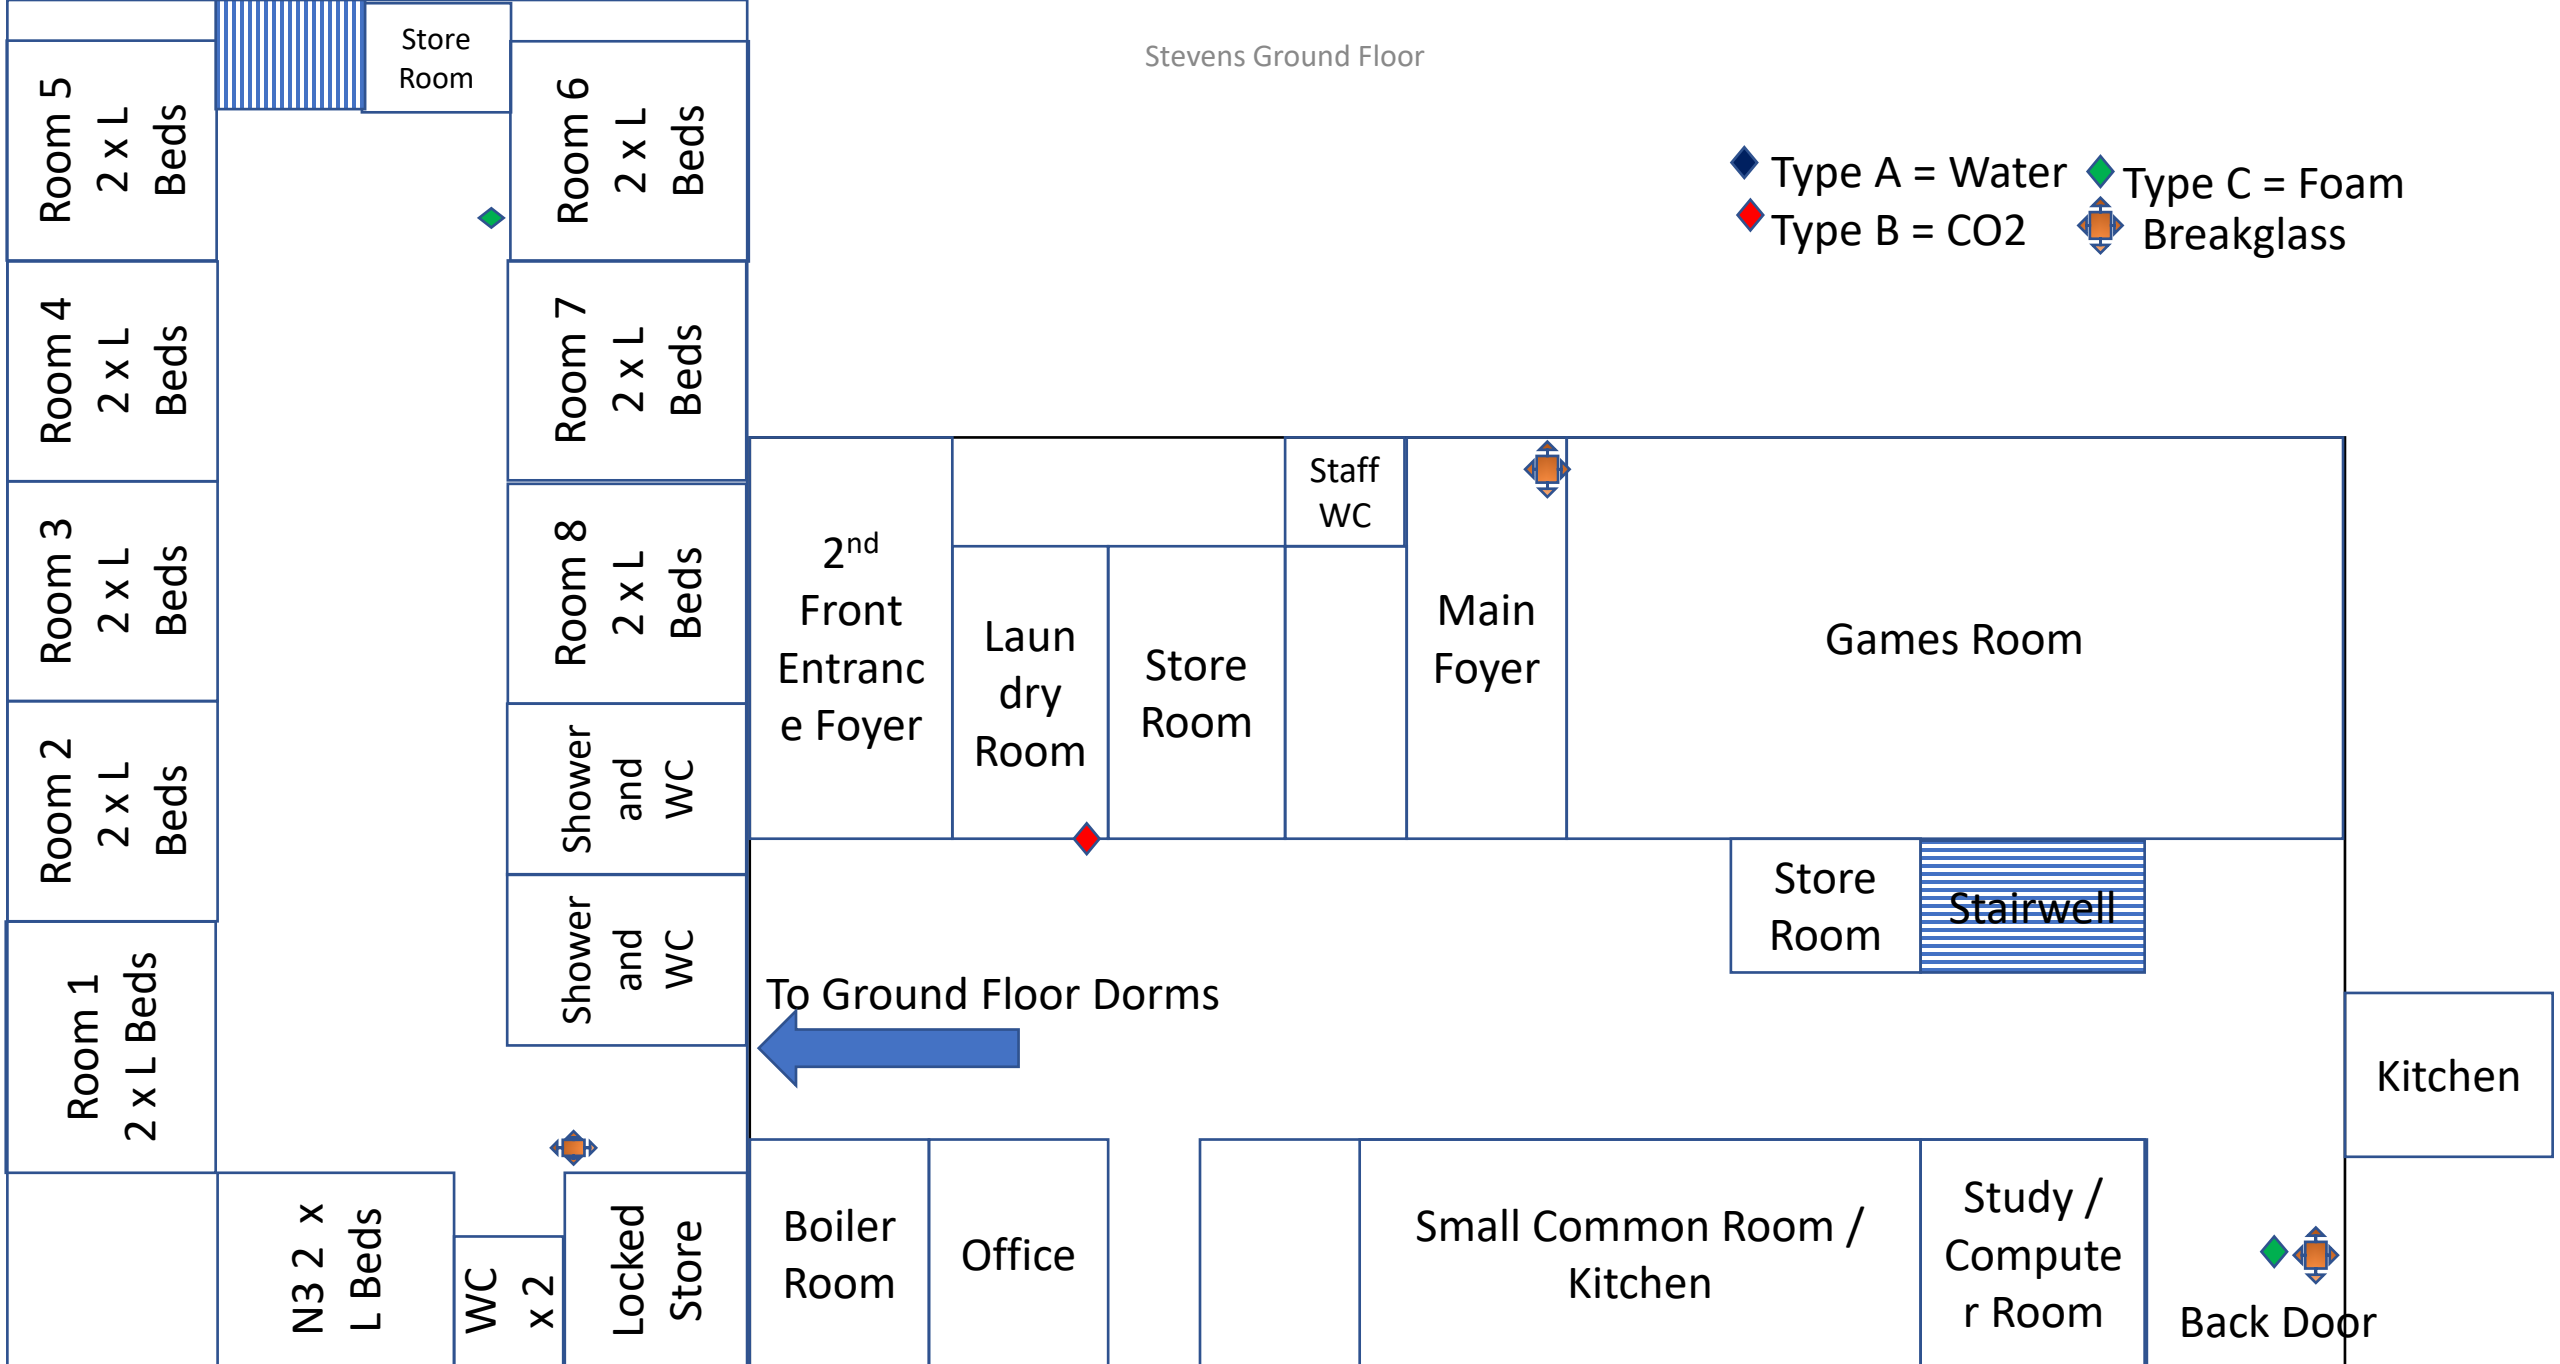 Stevens Ground Floor
Type A = Water
Type C = Foam
Type B = CO2
Breakglass
Store
Room
Room 5
2 x L
Beds
Room 6
2 x L
Beds
Room 4
2 x L
Beds
Room 7
2 x L
Beds
Room 3
2 x L
Beds
Room 8
2 x L
Beds
Room 2
2 x L
Beds
Shower
and
WC
Room 1
2 x L Beds
Shower
and
WC
N3 2 x
L Beds
WC
x 2
Locked
Store
2nd
Front
Entranc
e Foyer
Laun
dry
Room
Store
Room
Staff
WC
Main
Foyer
Games Room
Store
Room
Stairwell
To Ground Floor Dorms
Kitchen
Boiler
Room
Office
Small Common Room /
Kitchen
Study /
Compute
r Room
Back Door